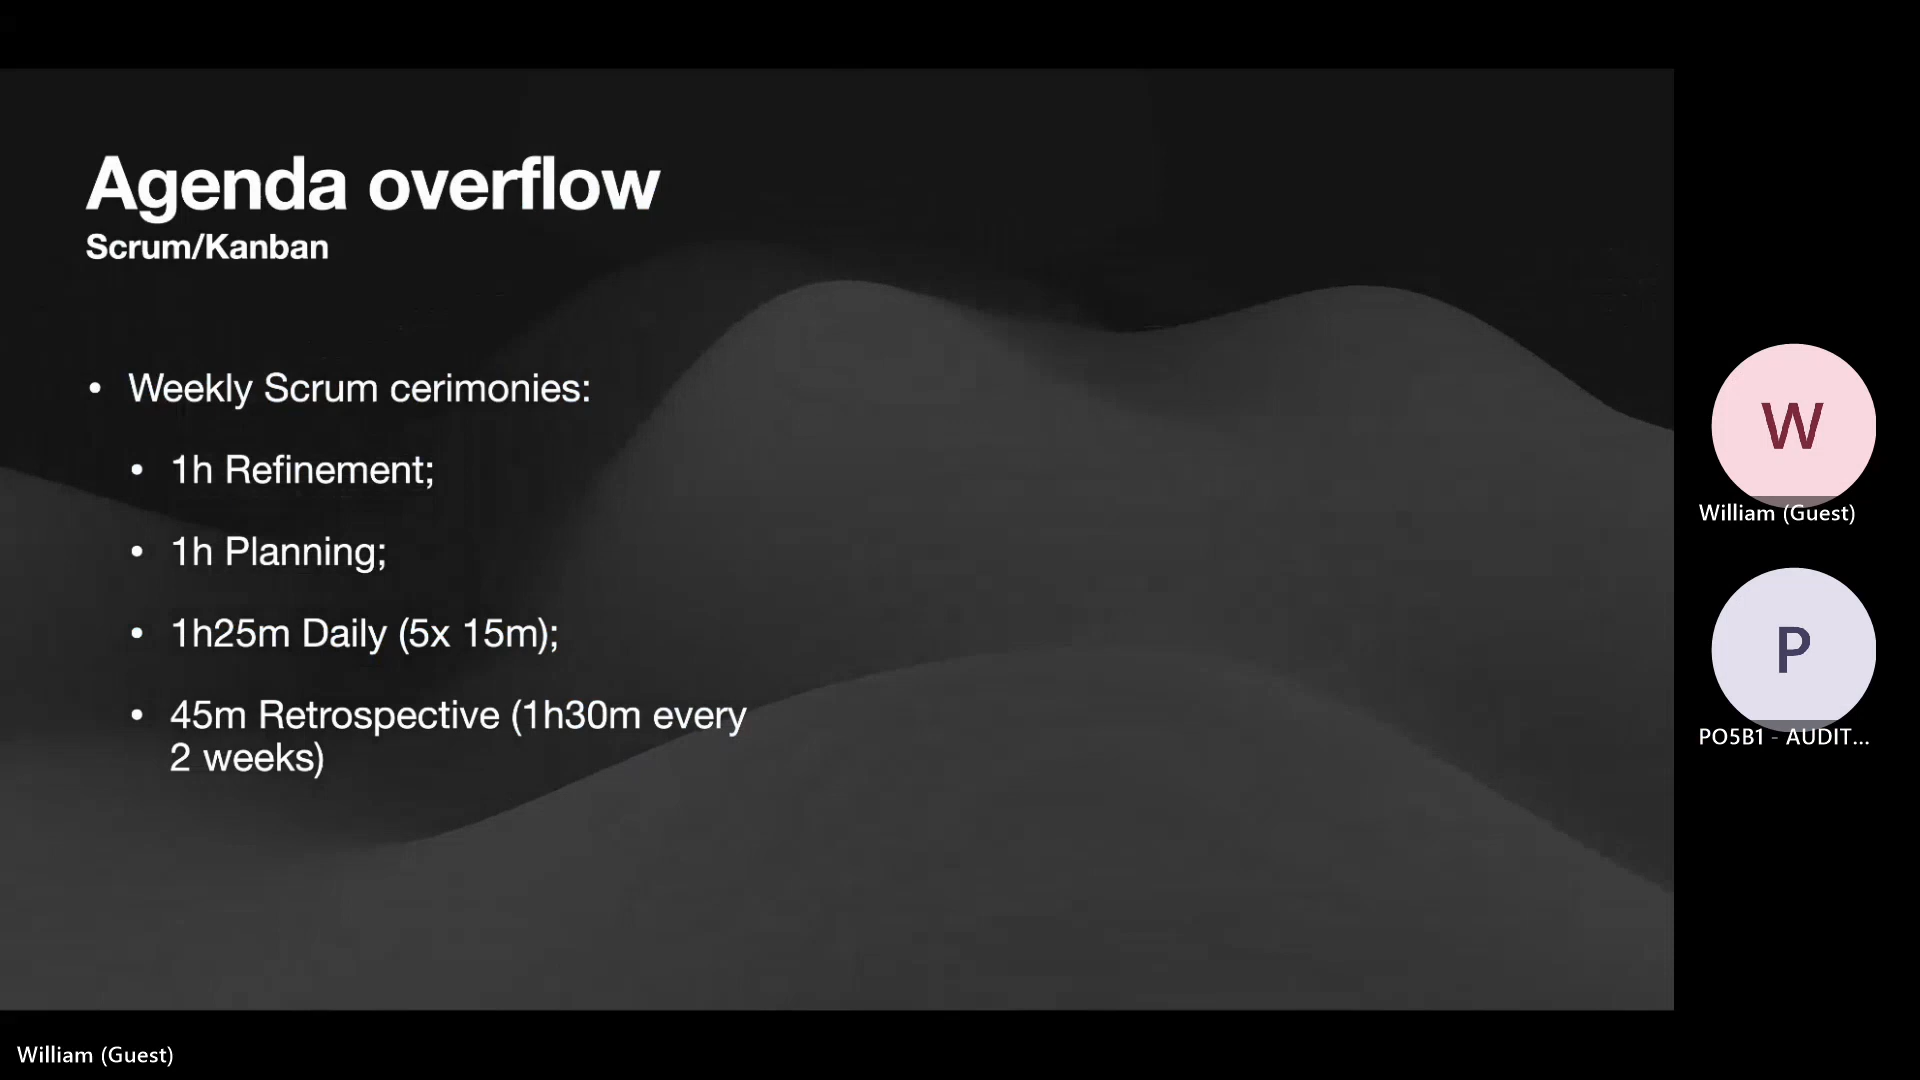 Agenda overflow
Scrum/Kanban
• Weekly Scrum cerimonies:
• 1h Refinement;
• 1h Planning;
• 1h25m Daily (5x 15m);
• 45m Retrospective (1h30m every
2 weeks)
W
William (Guest)
P
PO5B1 - AUDIT...
William (Guest)